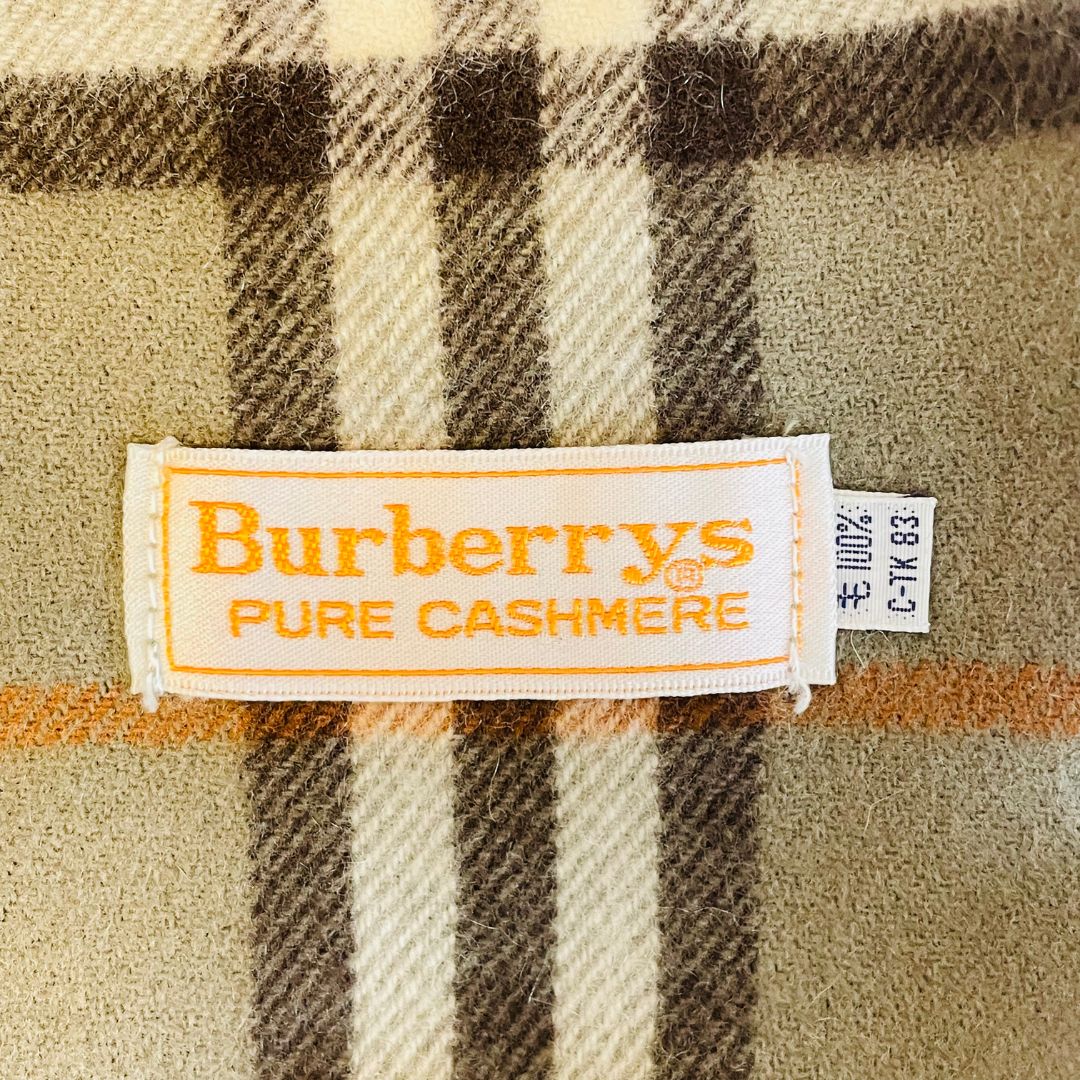 Burberrys®
PURE CASHMERE
毛 100%
C-TK 83